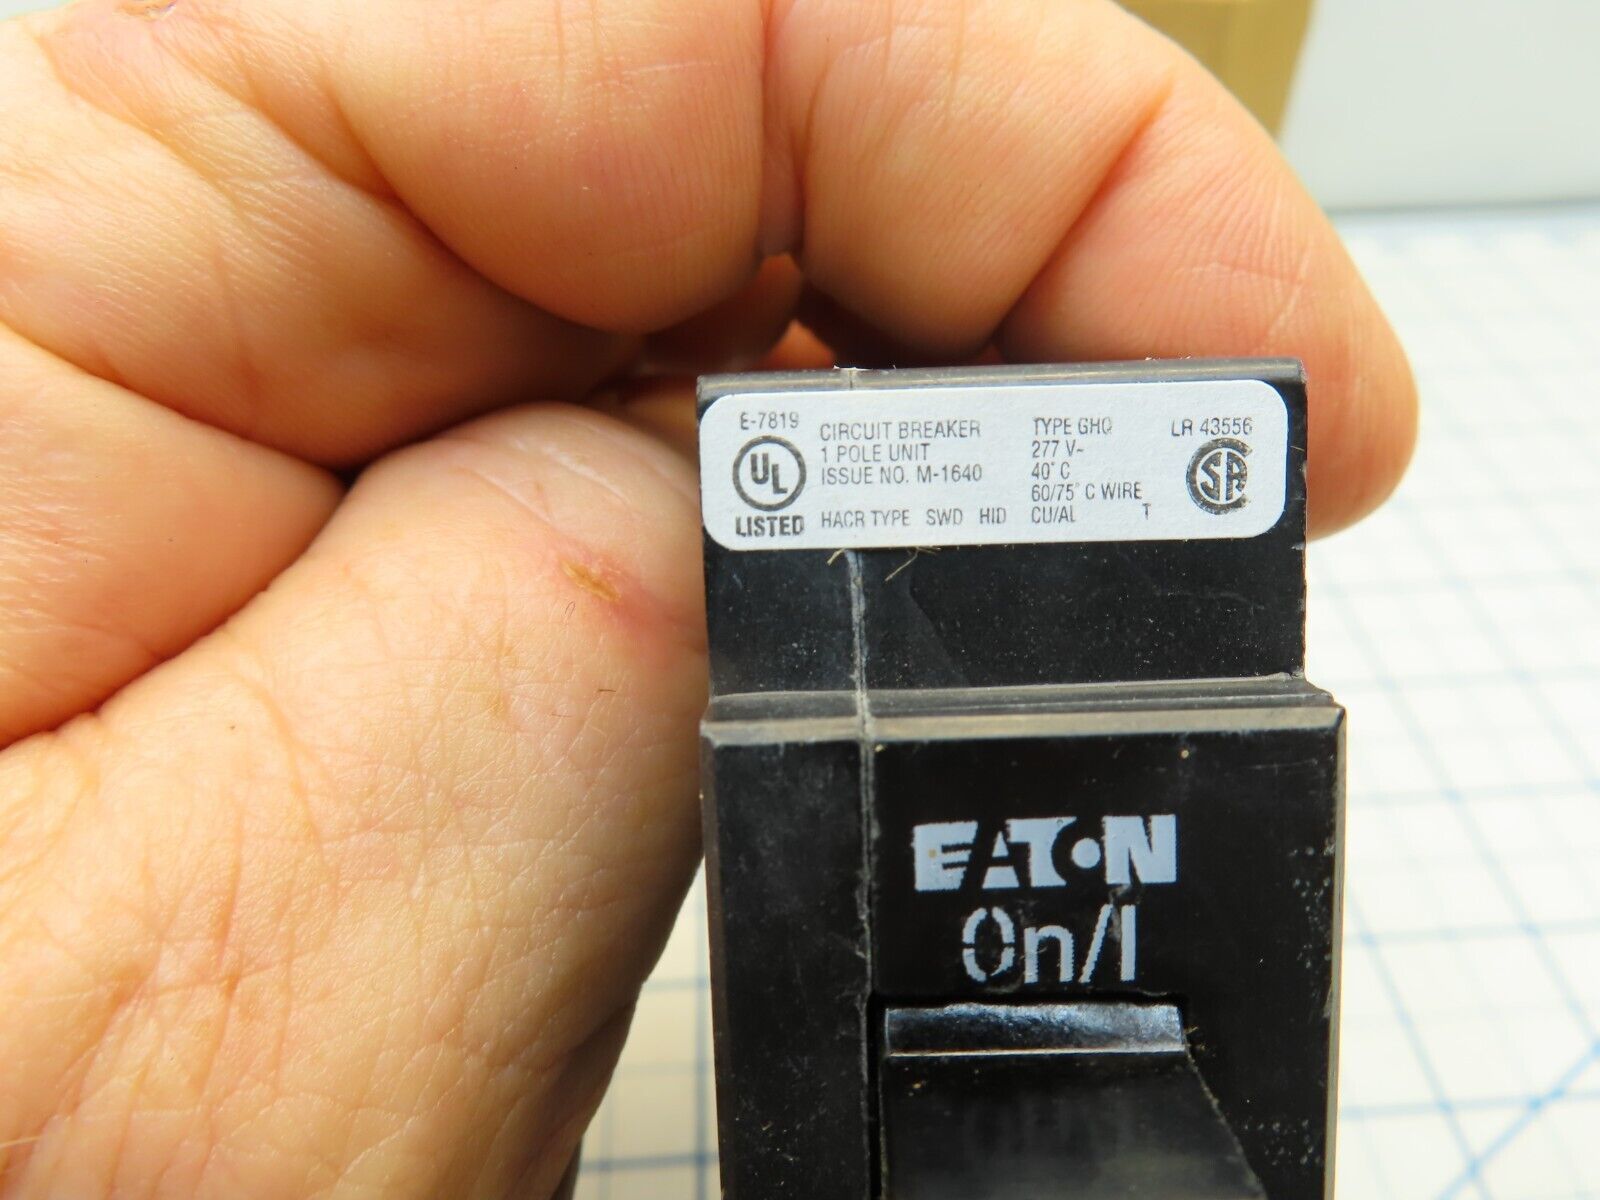 E-7819
UL
LISTED
CIRCUIT BREAKER
1 POLE UNIT
ISSUE NO. M-1640
HACR TYPE SWD HID
TYPE GHQ
277 V~
40° C
60/75° C WIRE
CU/AL T
LR 43556
SA
EATON
On/I